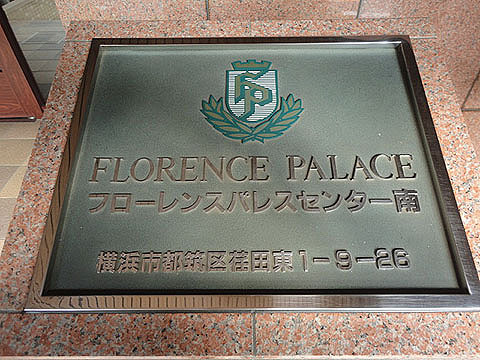 FP
FLORENCE PALACE
フローレンスパレスセンター南
横浜市都筑区荏田東1-9-26